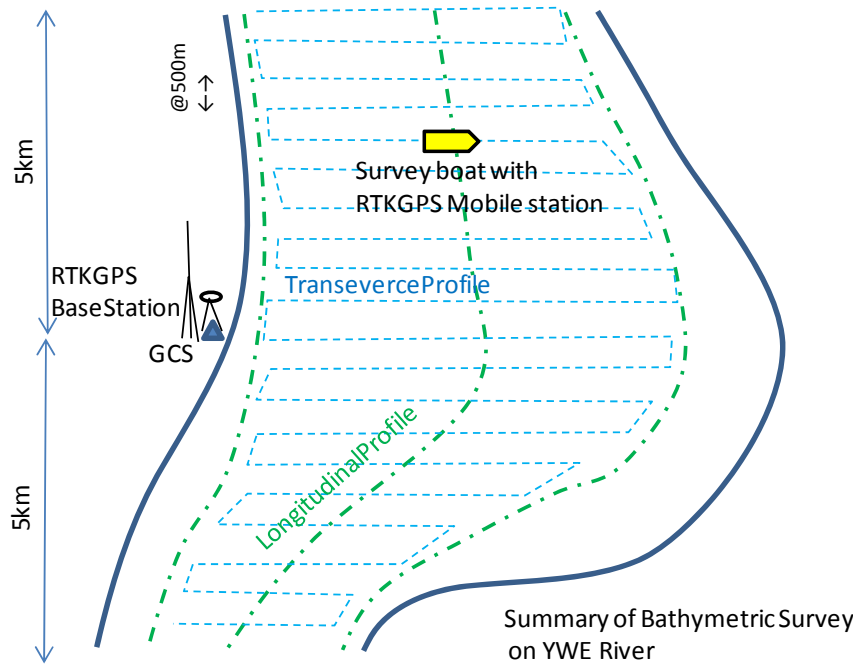 5km
@500m
Survey boat with
RTKGPS Mobile station
RTKGPS
BaseStation
TranseverceProfile
GCS
LongitudinalProfile
5km
Summary of Bathymetric Survey
on YWE River